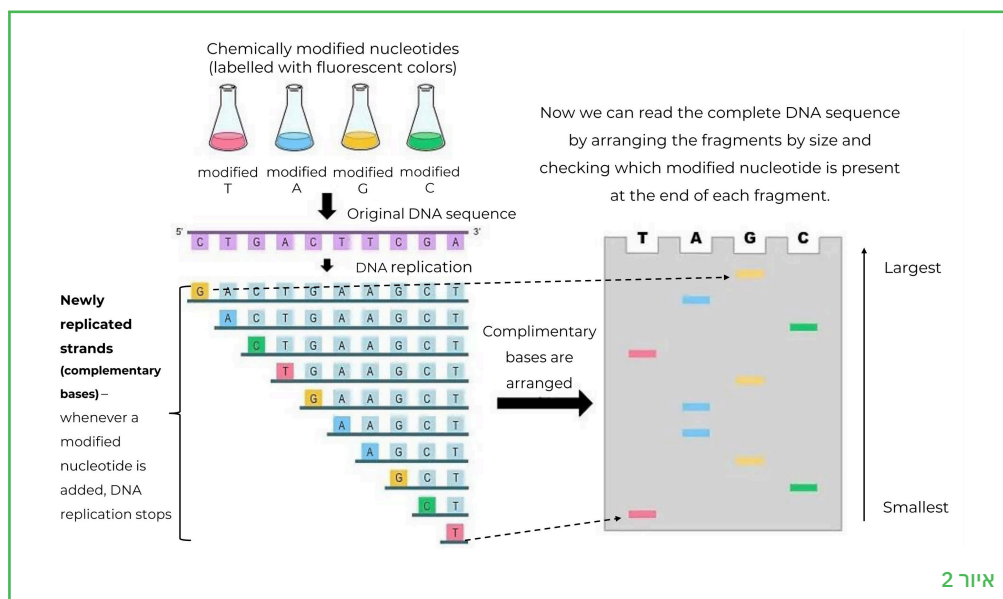 Chemically modified nucleotides
(labelled with fluorescent colors)
modified
T
modified
A
modified
G
modified
C
Original DNA sequence
5' 3'
C T G A C T T C G A
DNA replication
Newly
replicated
strands
(complementary
bases) –
whenever a
modified
nucleotide is
added, DNA
replication stops
G A C T G A A G C T
A C T G A A G C T
C T G A A G C T
T G A A G C T
G A A G C T
A A G C T
A G C T
G C T
C T
T
Complimentary
bases are
arranged
Now we can read the complete DNA sequence
by arranging the fragments by size and
checking which modified nucleotide is present
at the end of each fragment.
T A G C
Largest
Smallest
איור 2